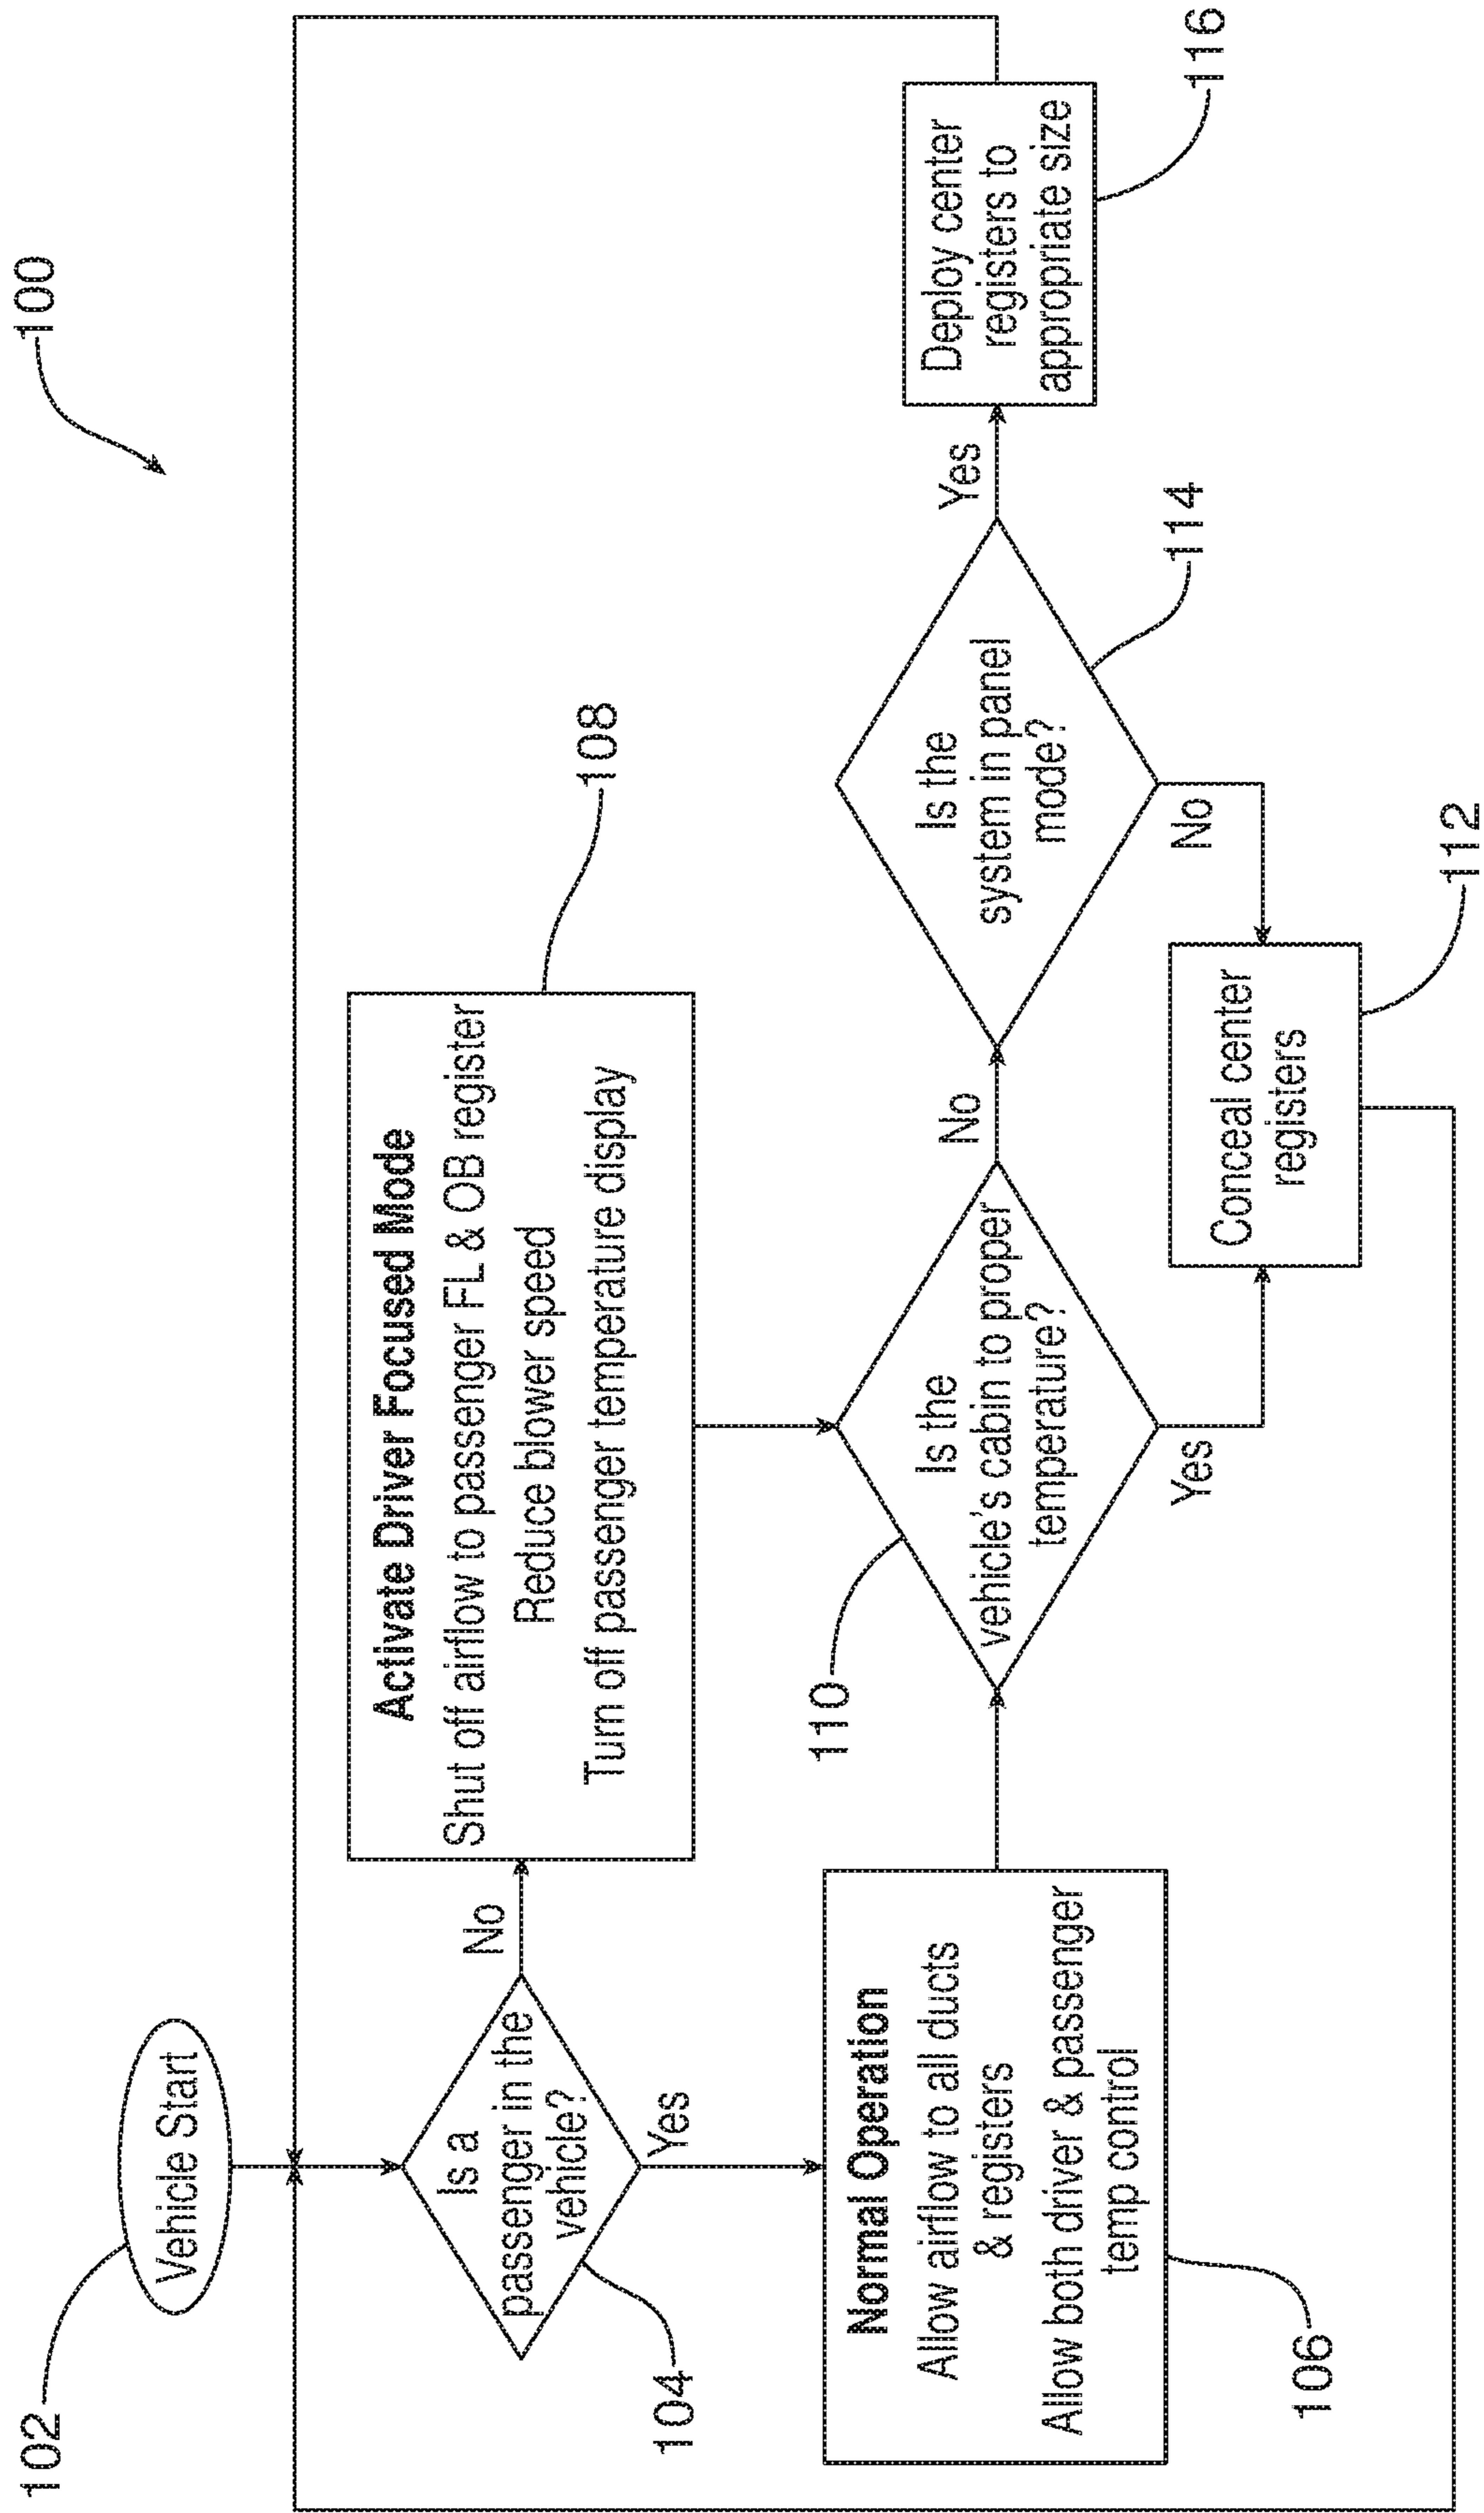 100
102
Vehicle Start
Is a
passenger in the
vehicle?
104
No
Yes
Activate Driver Focused Mode
Shut off airflow to passenger FL & OB register
Reduce blower speed
Turn off passenger temperature display
108
Normal Operation
Allow airflow to all ducts
& registers
Allow both driver & passenger
temp control
106
110
Is the
vehicle's cabin to proper
temperature?
No
Yes
Is the
system in panel
mode?
114
Yes
No
Deploy center
registers to
appropriate size
116
Conceal center
registers
112